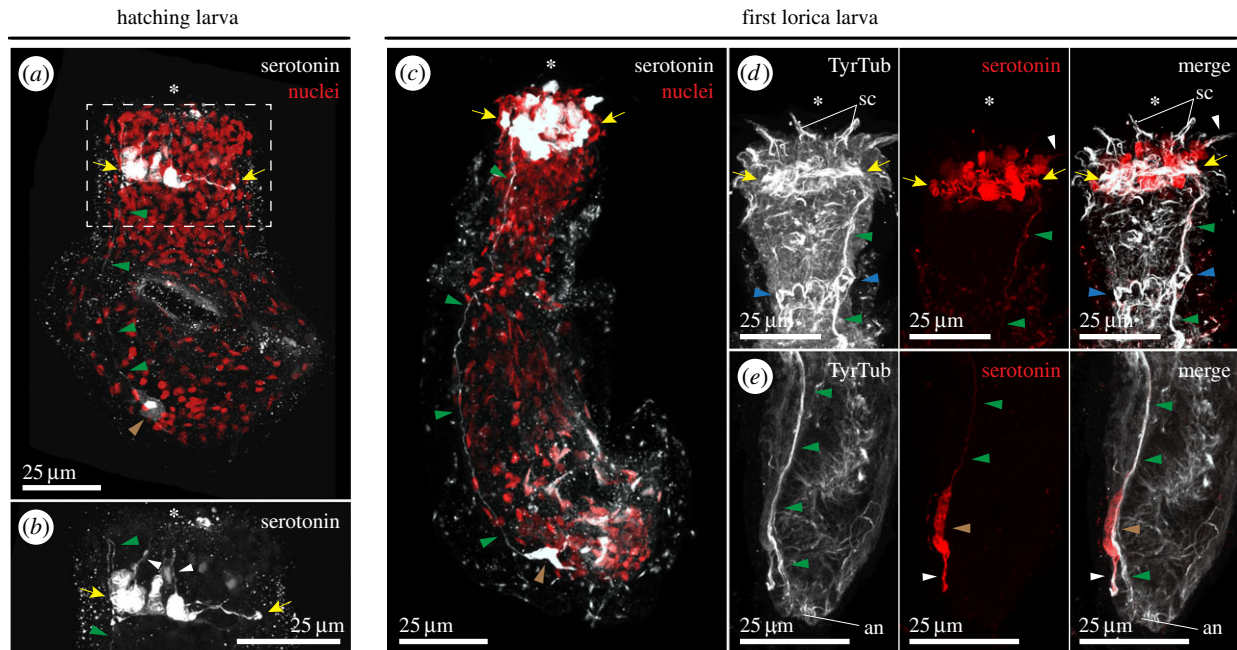 hatching larva
first lorica larva
(a)
*
serotonin
nuclei
25 µm
(b)
*
serotonin
25 µm
(c)
*
serotonin
nuclei
25 µm
(d)
TyrTub
*
sc
25 µm
serotonin
*
25 µm
merge
*
sc
25 µm
(e)
TyrTub
an
25 µm
serotonin
25 µm
merge
an
25 µm